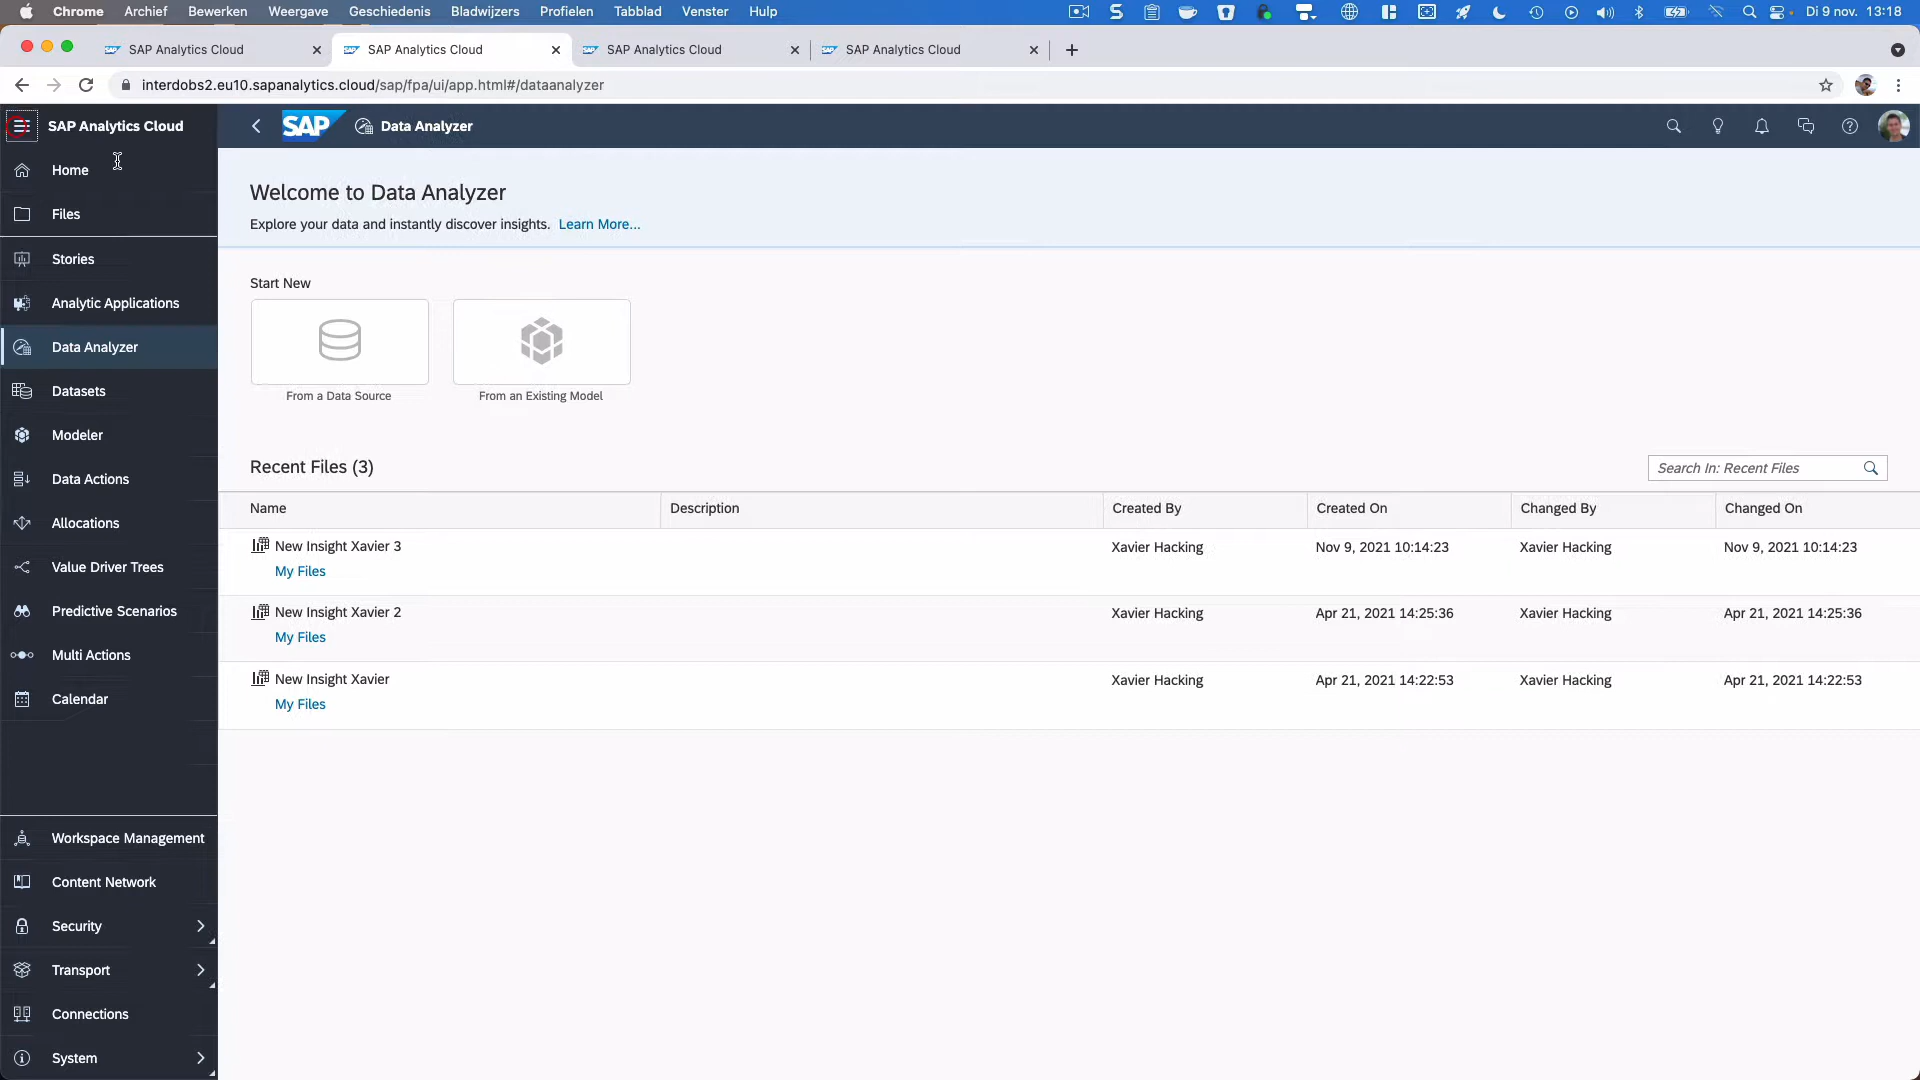 Chrome Archief Bewerken Weergave Geschiedenis Bladwijzers Profielen Tabblad Venster Hulp Di 9 nov. 13:18
SAP Analytics Cloud SAP Analytics Cloud SAP Analytics Cloud SAP Analytics Cloud
interdobs2.eu10.sapanalytics.cloud/sap/fpa/ui/app.html#/dataanalyzer
SAP Analytics Cloud
SAP Data Analyzer
Home
Files
Stories
Analytic Applications
Data Analyzer
Datasets
Modeler
Data Actions
Allocations
Value Driver Trees
Predictive Scenarios
Multi Actions
Calendar
Workspace Management
Content Network
Security
Transport
Connections
System
Welcome to Data Analyzer
Explore your data and instantly discover insights. Learn More...
Start New
From a Data Source From an Existing Model
Recent Files (3)
Search In: Recent Files
Name Description Created By Created On Changed By Changed On
New Insight Xavier 3 Xavier Hacking Nov 9, 2021 10:14:23 Xavier Hacking Nov 9, 2021 10:14:23
My Files
New Insight Xavier 2 Xavier Hacking Apr 21, 2021 14:25:36 Xavier Hacking Apr 21, 2021 14:25:36
My Files
New Insight Xavier Xavier Hacking Apr 21, 2021 14:22:53 Xavier Hacking Apr 21, 2021 14:22:53
My Files